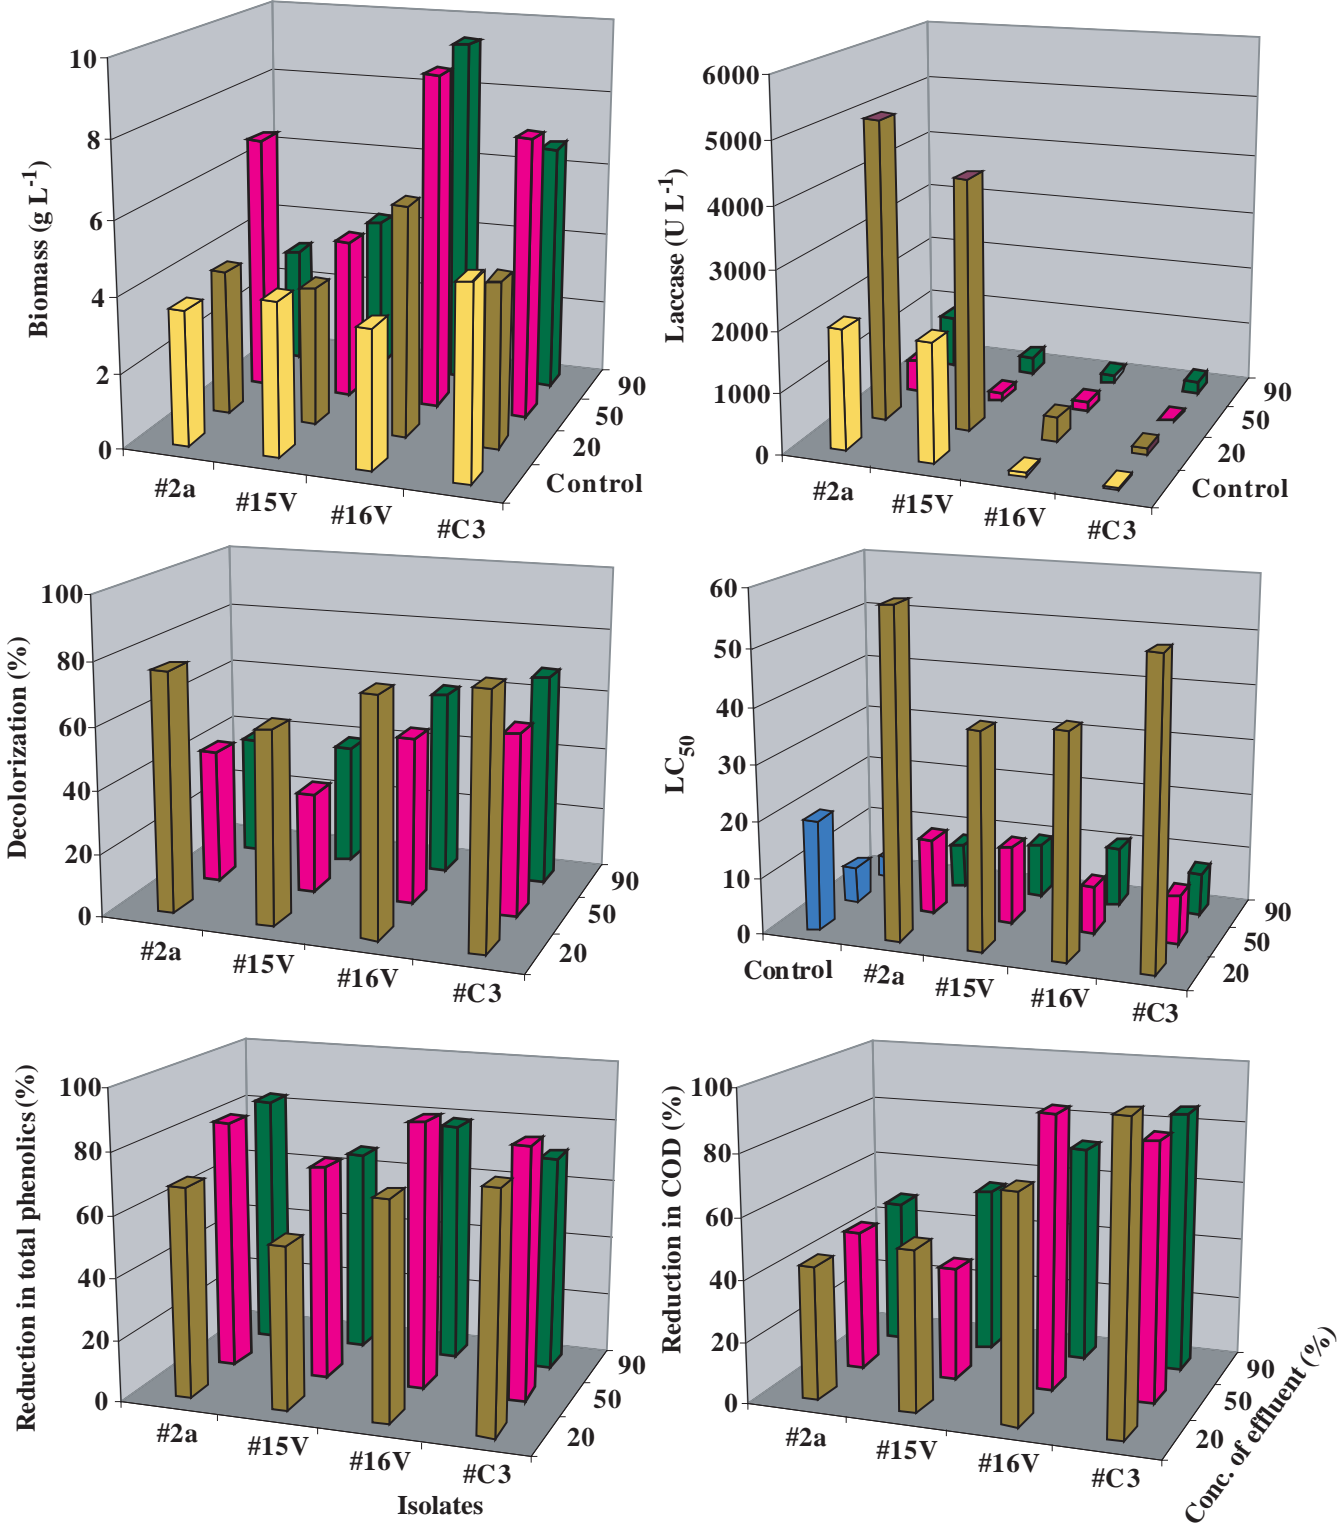 Biomass (g L-1)
10
8
6
4
2
0
#2a
#15V
#16V
#C3
90
50
20
Control
Laccase (U L-1)
6000
5000
4000
3000
2000
1000
0
#2a
#15V
#16V
#C3
90
50
20
Control
Decolorization (%)
100
80
60
40
20
0
#2a
#15V
#16V
#C3
90
50
20
LC50
60
50
40
30
20
10
0
Control
#2a
#15V
#16V
#C3
90
50
20
Reduction in total phenolics (%)
100
80
60
40
20
0
#2a
#15V
#16V
#C3
90
50
20
Isolates
Reduction in COD (%)
100
80
60
40
20
0
#2a
#15V
#16V
#C3
90
50
20
Conc. of effluent (%)